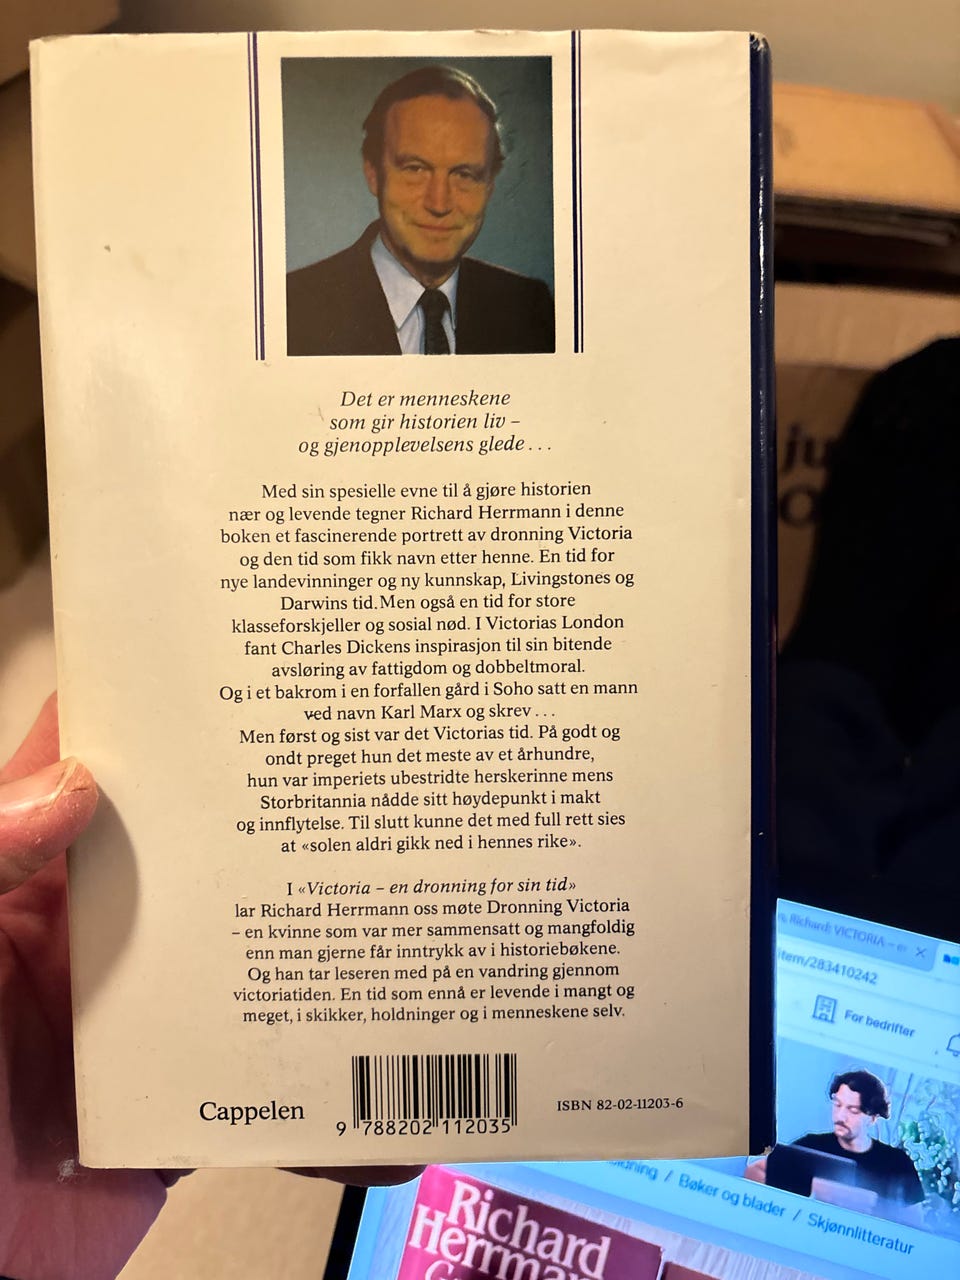 Det er menneskene
som gir historien liv –
og gjenopplevelsens glede...
Med sin spesielle evne til å gjøre historien
nær og levende tegner Richard Herrmann i denne
boken et fascinerende portrett av dronning Victoria
og den tid som fikk navn etter henne. En tid for
nye landevinninger og ny kunnskap, Livingstones og
Darwins tid. Men også en tid for store
klasseforskjeller og sosial nød. I Victorias London
fant Charles Dickens inspirasjon til sin bitende
avsløring av fattigdom og dobbeltmoral.
Og i et bakrom i en forfallen gård i Soho satt en mann
ved navn Karl Marx og skrev...
Men først og sist var det Victorias tid. På godt og
ondt preget hun det meste av et århundre,
hun var imperiets ubestridte herskerinne mens
Storbritannia nådde sitt høydepunkt i makt
og innflytelse. Til slutt kunne det med full rett sies
at «solen aldri gikk ned i hennes rike».
I «Victoria – en dronning for sin tid»
lar Richard Herrmann oss møte Dronning Victoria
– en kvinne som var mer sammensatt og mangfoldig
enn man gjerne får inntrykk av i historiebøkene.
Og han tar leseren med på en vandring gjennom
victoriatiden. En tid som ennå er levende i mangt og
meget, i skikker, holdninger og i menneskene selv.
Cappelen
9 788202 112035
ISBN 82-02-11203-6
Richard: VICTORIA – e
item/283410242
For bedrifter
/ Bøker og blader / Skjønnlitteratur
Richard
Herrman